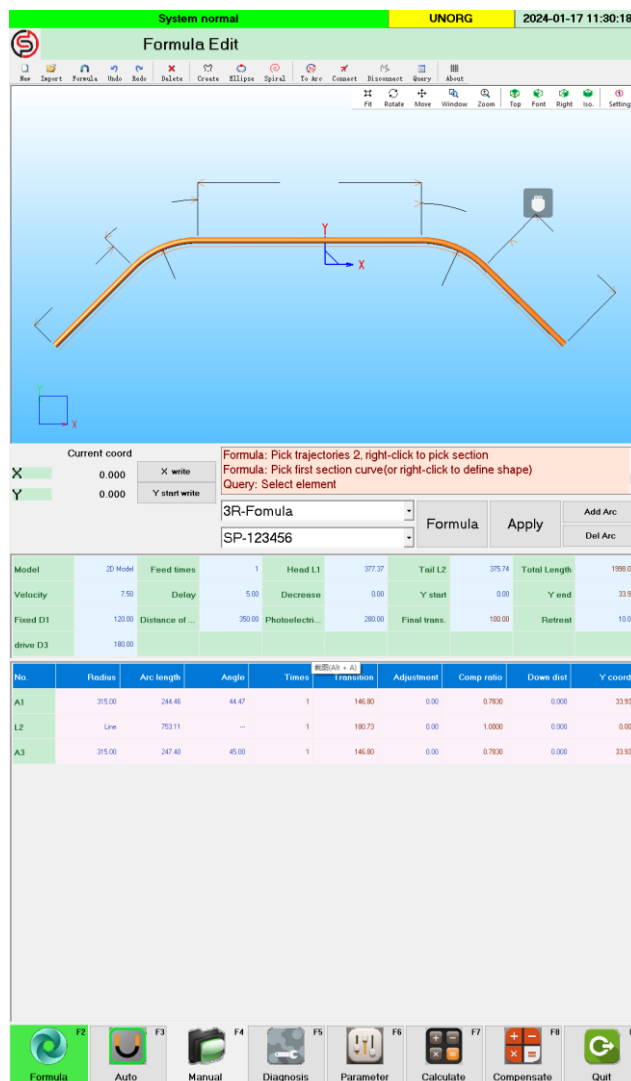 System normal UNORG 2024-01-17 11:30:18
Formula Edit
New Import Formula Undo Redo Delete Create Ellipse Spiral To Arc Connect Disconnect Query About
Fit Rotate Move Window Zoom Top Font Right Iso. Setting
Y
X
Y
X
Current coord
X 0.000 X write
Y 0.000 Y start write
Formula: Pick trajectories 2, right-click to pick section
Formula: Pick first section curve(or right-click to define shape)
Query: Select element
3R-Fomula
SP-123456
Formula Apply Add Arc
Del Arc
Model 2D Model Feed times 1 Head L1 377.37 Tail L2 375.74 Total Length 1998.0
Velocity 7.50 Delay 5.00 Decrease 0.00 Y start 0.00 Y end 33.9
Fixed D1 120.00 Distance of ... 350.00 Photoelectri... 280.00 Final trans. 100.00 Retreat 10.0
drive D3 180.00
截图(Alt + A)
No. Radius Arc length Angle Times Transition Adjustment Comp ratio Down dist Y coord
A1 315.00 244.46 44.47 1 146.80 0.00 0.7830 0.000 33.93
L2 Line 753.11 --- 1 180.73 0.00 1.0000 0.000 0.00
A3 315.00 247.40 45.00 1 146.80 0.00 0.7830 0.000 33.93
F2 F3 F4 F5 F6 F7 F8
Formula Auto Manual Diagnosis Parameter Calculate Compensate Quit